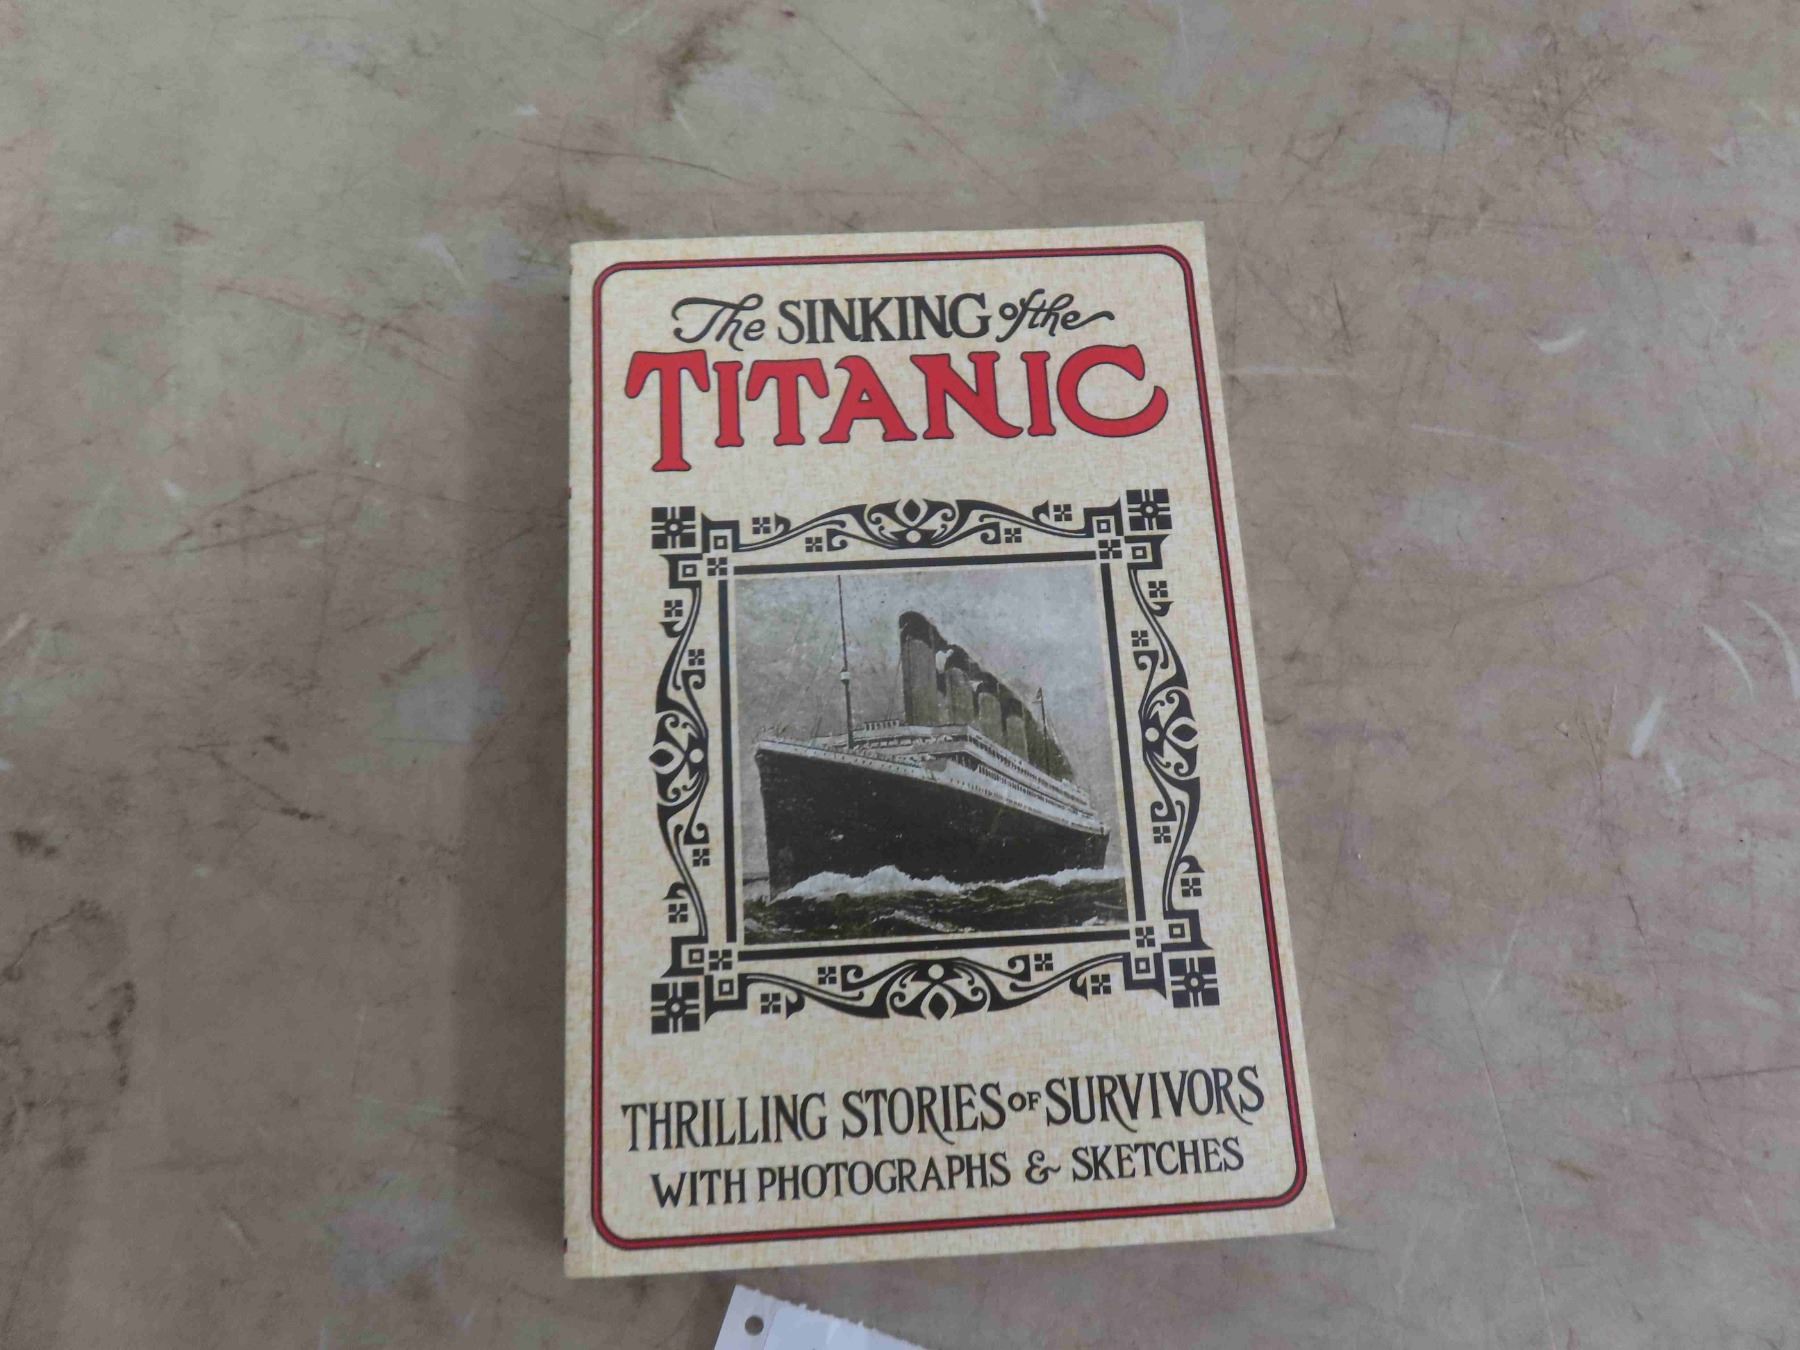 The SINKING of the
TITANIC
THRILLING STORIES OF SURVIVORS
WITH PHOTOGRAPHS & SKETCHES